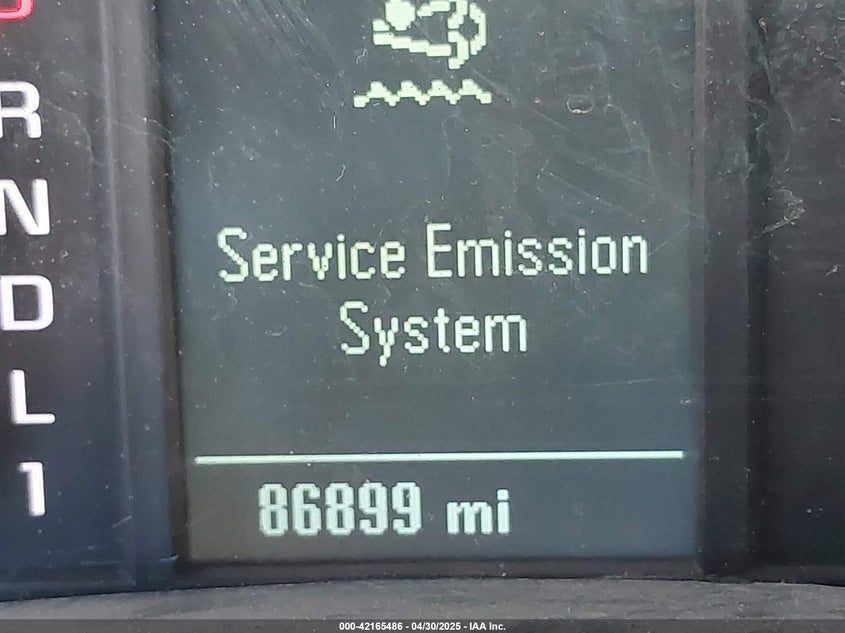 R
N
D
L
1
Service Emission
System
86899 mi
000-42165486 - 04/30/2025 - IAA Inc.